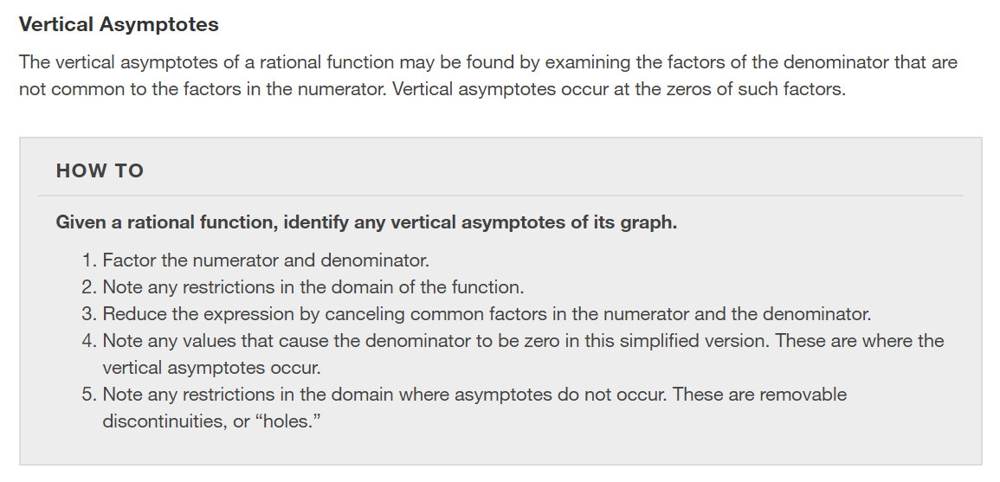 Vertical Asymptotes
The vertical asymptotes of a rational function may be found by examining the factors of the denominator that are
not common to the factors in the numerator. Vertical asymptotes occur at the zeros of such factors.
HOW TO
Given a rational function, identify any vertical asymptotes of its graph.
1. Factor the numerator and denominator.
2. Note any restrictions in the domain of the function.
3. Reduce the expression by canceling common factors in the numerator and the denominator.
4. Note any values that cause the denominator to be zero in this simplified version. These are where the
vertical asymptotes occur.
5. Note any restrictions in the domain where asymptotes do not occur. These are removable
discontinuities, or “holes.”